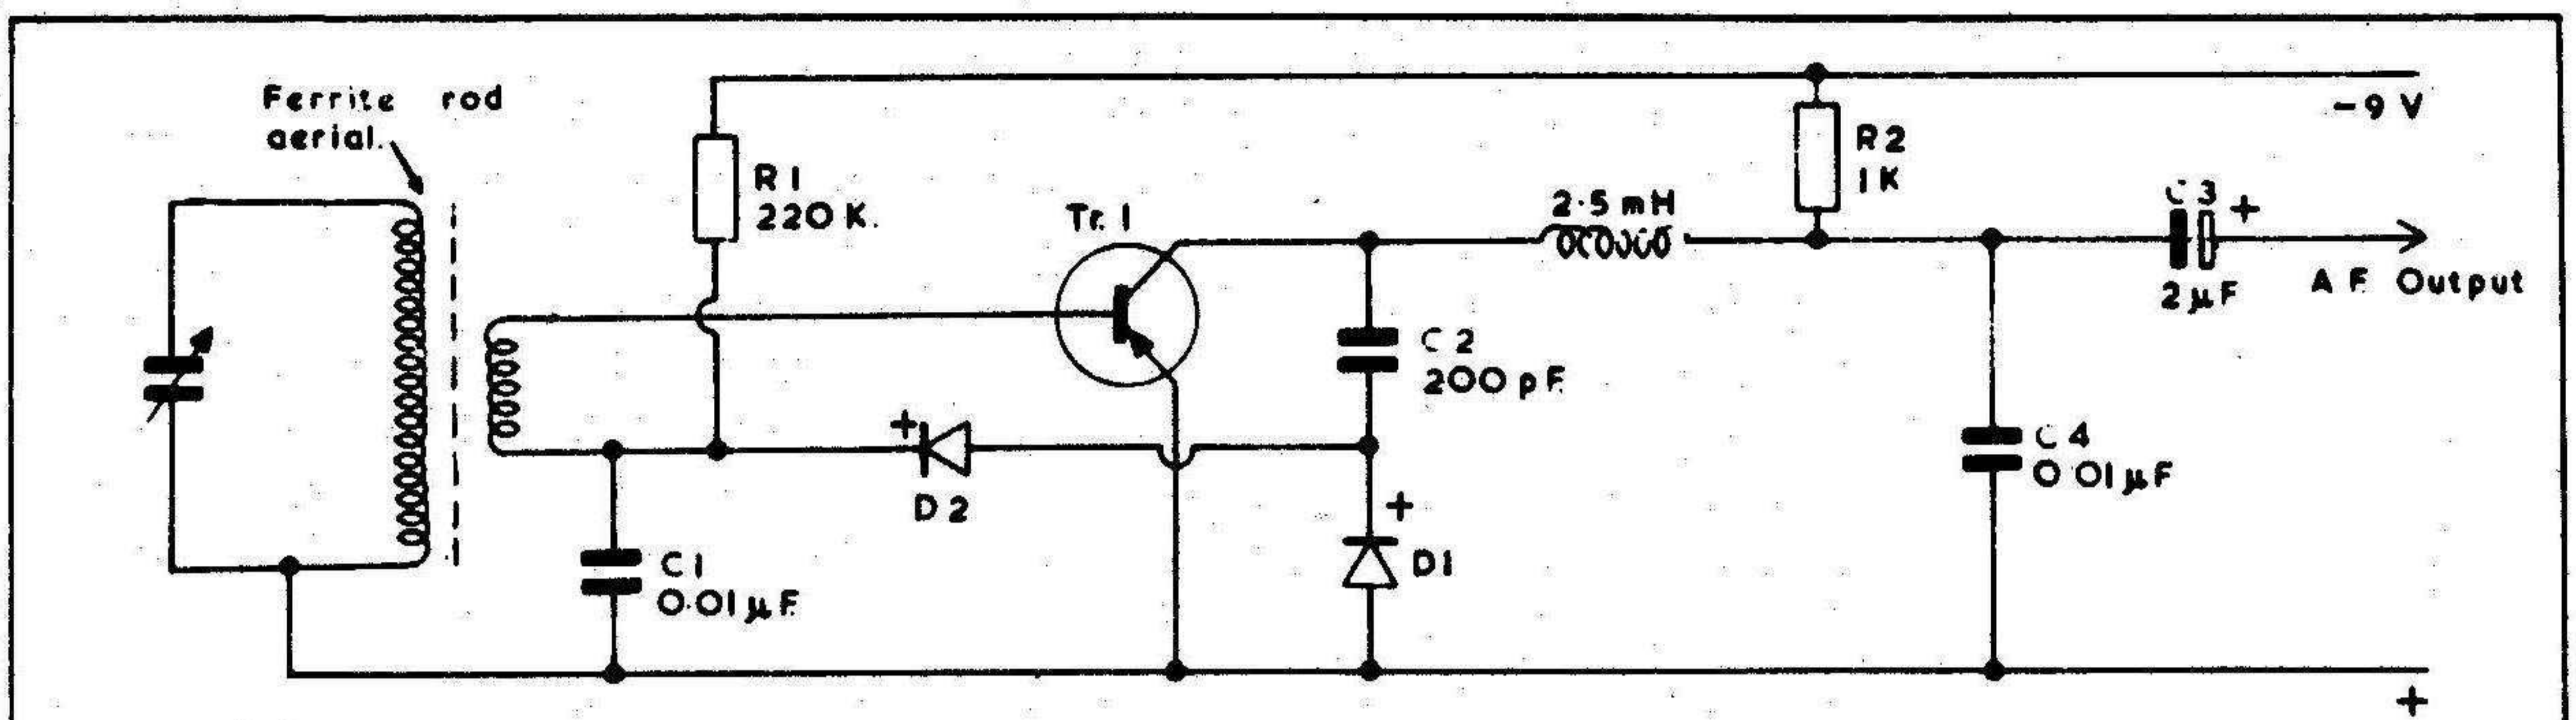 Ferrite rod
aerial.
-9 V
R1
220 K.
R2
1K
Tr. 1
2·5 mH
C3
+
2µF
A F. Output
C2
200 pF.
+
D2
C4
0 01µF
+
D1
C1
0·01µF.
+